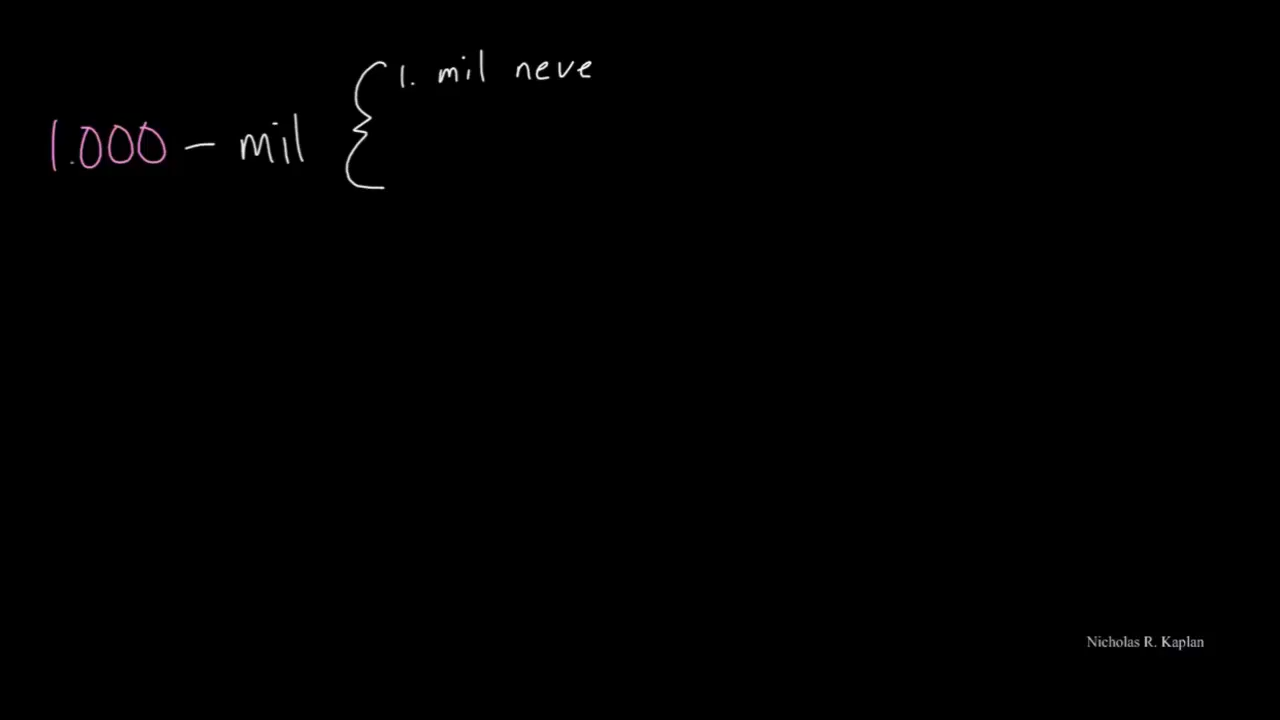 1. mil neve
1.000 – mil
Nicholas R. Kaplan